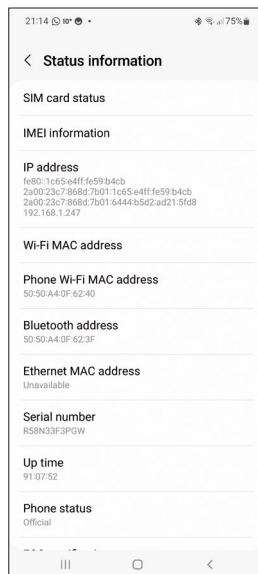 21:14 10° • 75%
< Status information
SIM card status
IMEI information
IP address
fe80::1c65:e4ff:fe59:b4cb
2a00:23c7:868d:7b01:1c65:e4ff:fe59:b4cb
2a00:23c7:868d:7b01:6444:b5d2:ad21:5fd8
192.168.1.247
Wi-Fi MAC address
Phone Wi-Fi MAC address
50:50:A4:0F:62:40
Bluetooth address
50:50:A4:0F:62:3F
Ethernet MAC address
Unavailable
Serial number
R58N33F3PGW
Up time
91:07:52
Phone status
Official